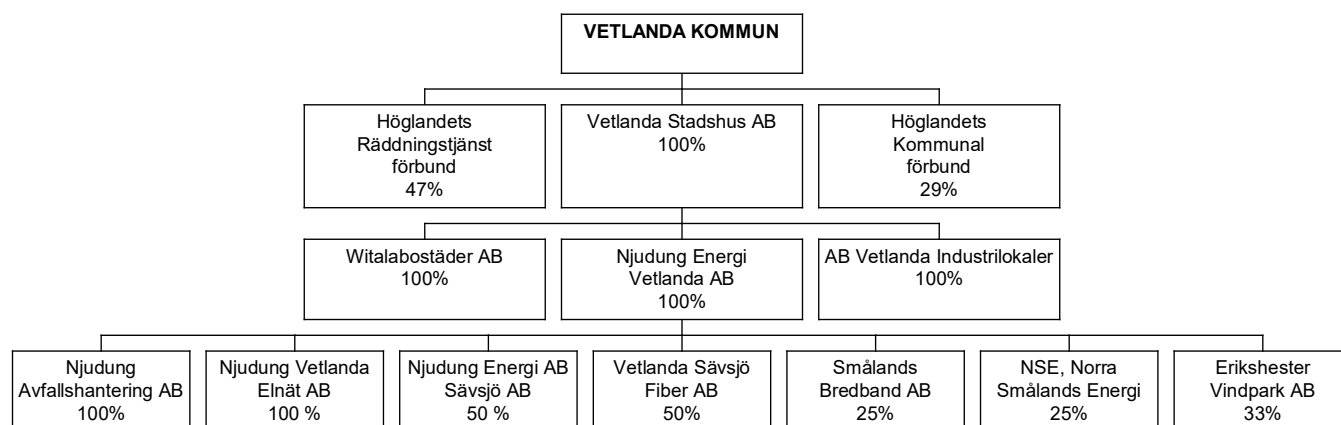 VETLANDA KOMMUN
Höglandets
Räddningstjänst
förbund
47%
Vetlanda Stadshus AB
100%
Höglandets
Kommunal
förbund
29%
Witalabostäder AB
100%
Njudung Energi
Vetlanda AB
100%
AB Vetlanda Industrilokaler
100%
Njudung
Avfallshantering AB
100%
Njudung Vetlanda
Elnät AB
100 %
Njudung Energi AB
Sävsjö AB
50 %
Vetlanda Sävsjö
Fiber AB
50%
Smålands
Bredband AB
25%
NSE, Norra
Smålands Energi
25%
Erikshester
Vindpark AB
33%